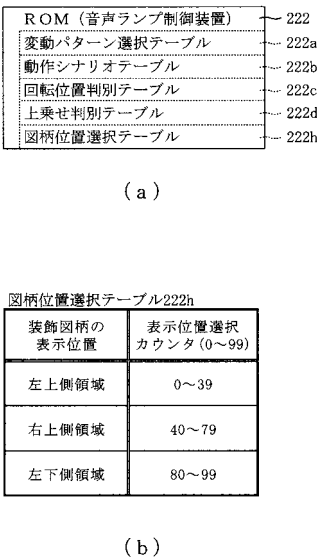 ROM(音声ランプ制御装置) 222
変動パターン選択テーブル 222a
動作シナリオテーブル 222b
回転位置判別テーブル 222c
上乗せ判別テーブル 222d
図柄位置選択テーブル 222h
(a)
図柄位置選択テーブル222h
装飾図柄の 表示位置選択
表示位置 カウンタ(0～99)
左上側領域 0～39
右上側領域 40～79
左下側領域 80～99
(b)